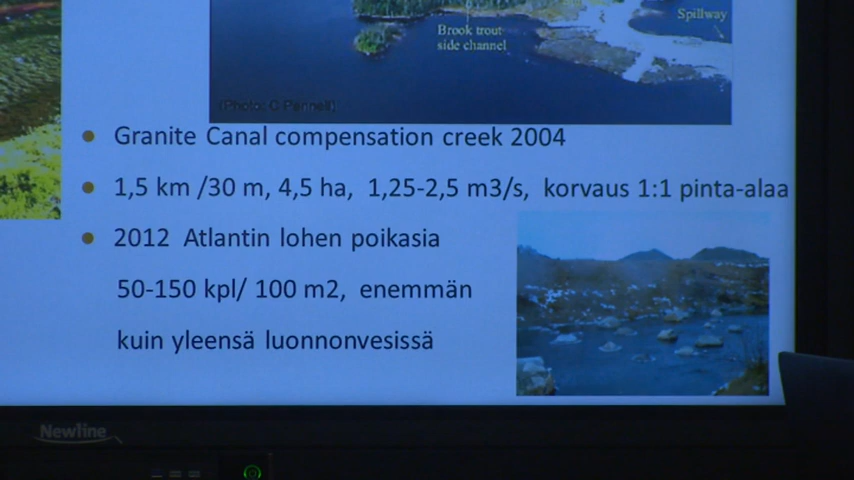 Spillway
Brook trout
side channel
(Photo: C Pennell)
Granite Canal compensation creek 2004
1,5 km /30 m, 4,5 ha, 1,25-2,5 m3/s, korvaus 1:1 pinta-alaa
2012 Atlantin lohen poikasia
50-150 kpl/ 100 m2, enemmän
kuin yleensä luonnonvesissä
Newline